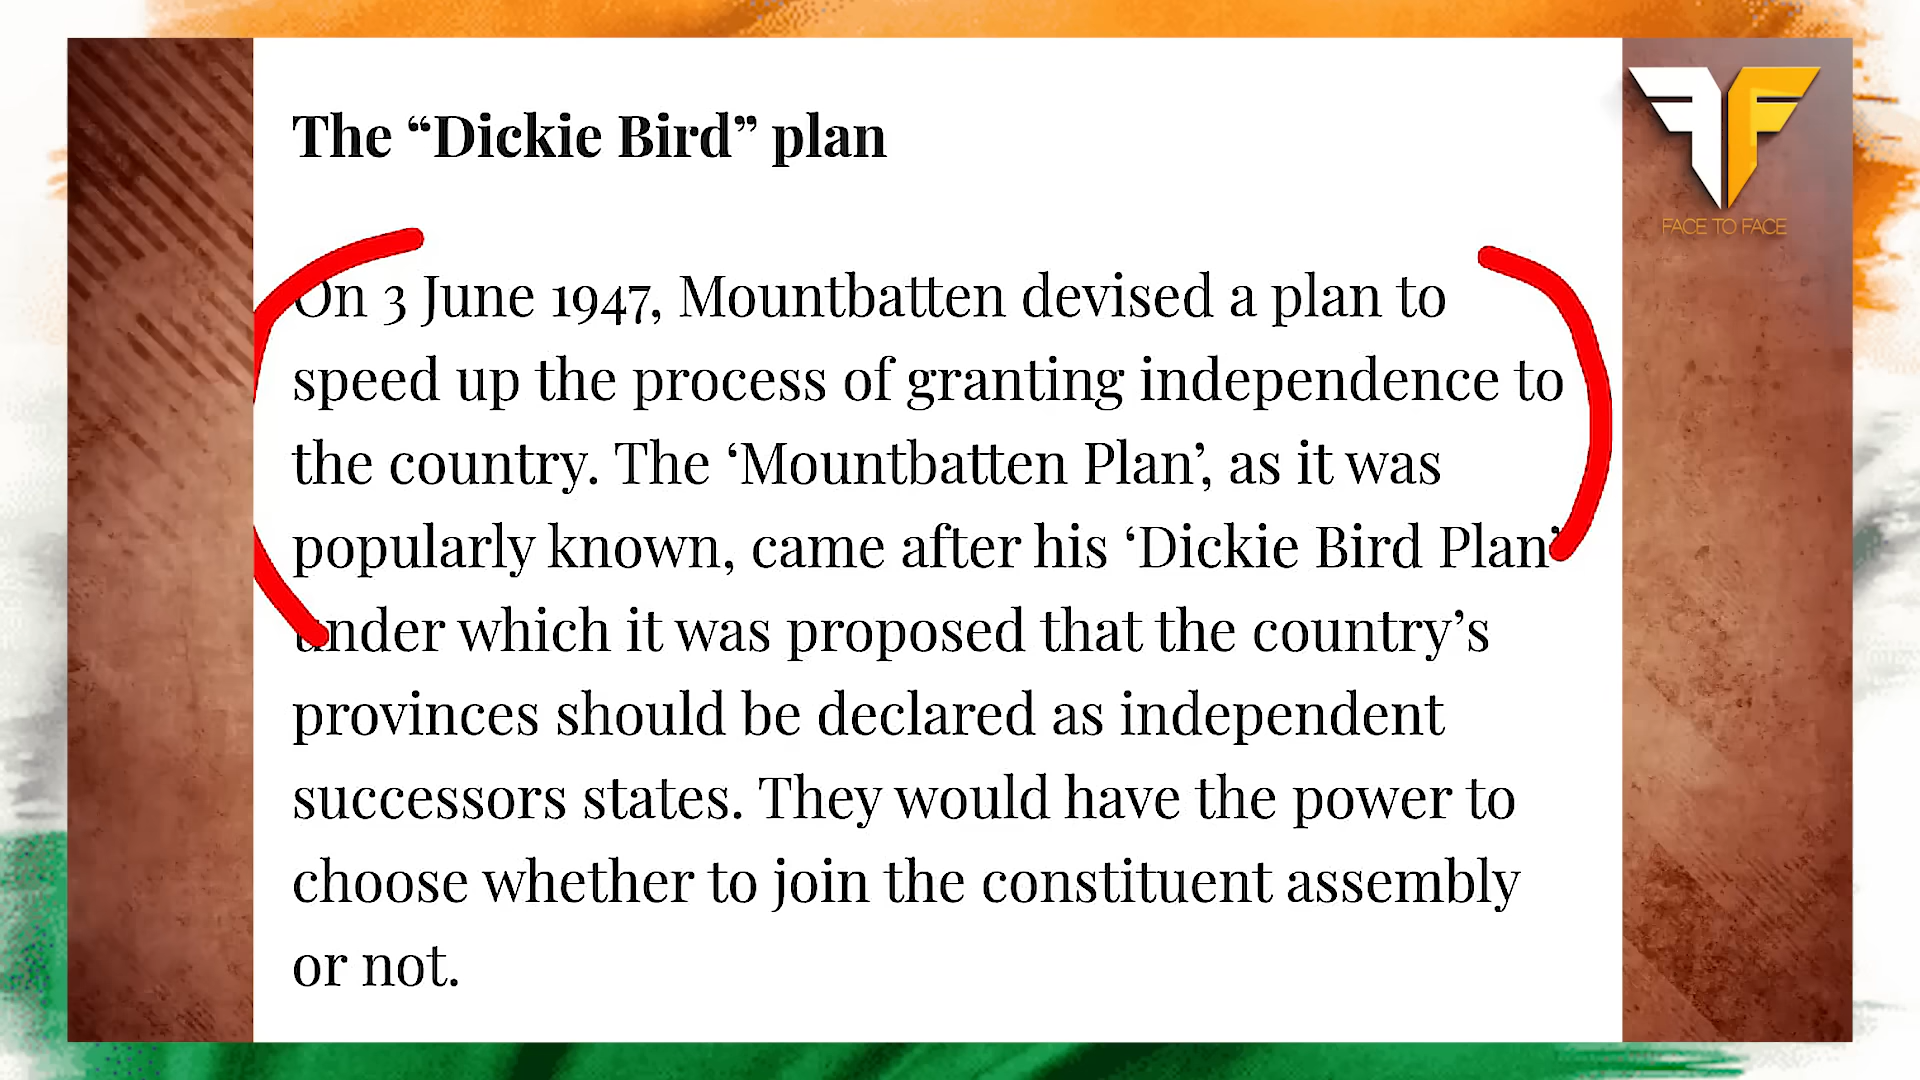 The “Dickie Bird” plan
On 3 June 1947, Mountbatten devised a plan to
speed up the process of granting independence to
the country. The ‘Mountbatten Plan’, as it was
popularly known, came after his ‘Dickie Bird Plan’
under which it was proposed that the country’s
provinces should be declared as independent
successors states. They would have the power to
choose whether to join the constituent assembly
or not.
FACE TO FACE